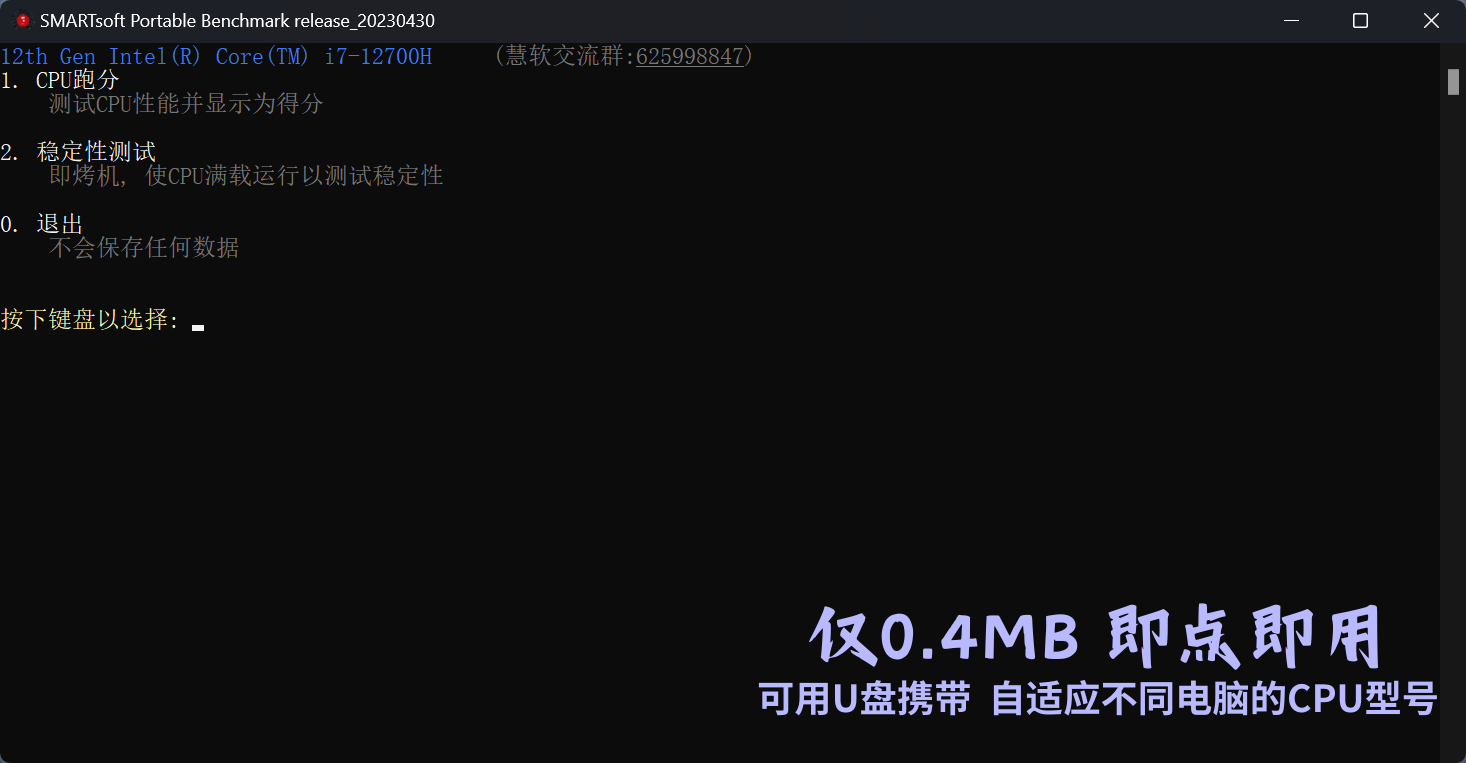 SMARTsoft Portable Benchmark release_20230430
12th Gen Intel(R) Core(TM) i7-12700H (慧软交流群:625998847)
1. CPU跑分
测试CPU性能并显示为得分
2. 稳定性测试
即烤机, 使CPU满载运行以测试稳定性
0. 退出
不会保存任何数据
按下键盘以选择:
仅0.4MB 即点即用
可用U盘携带 自适应不同电脑的CPU型号